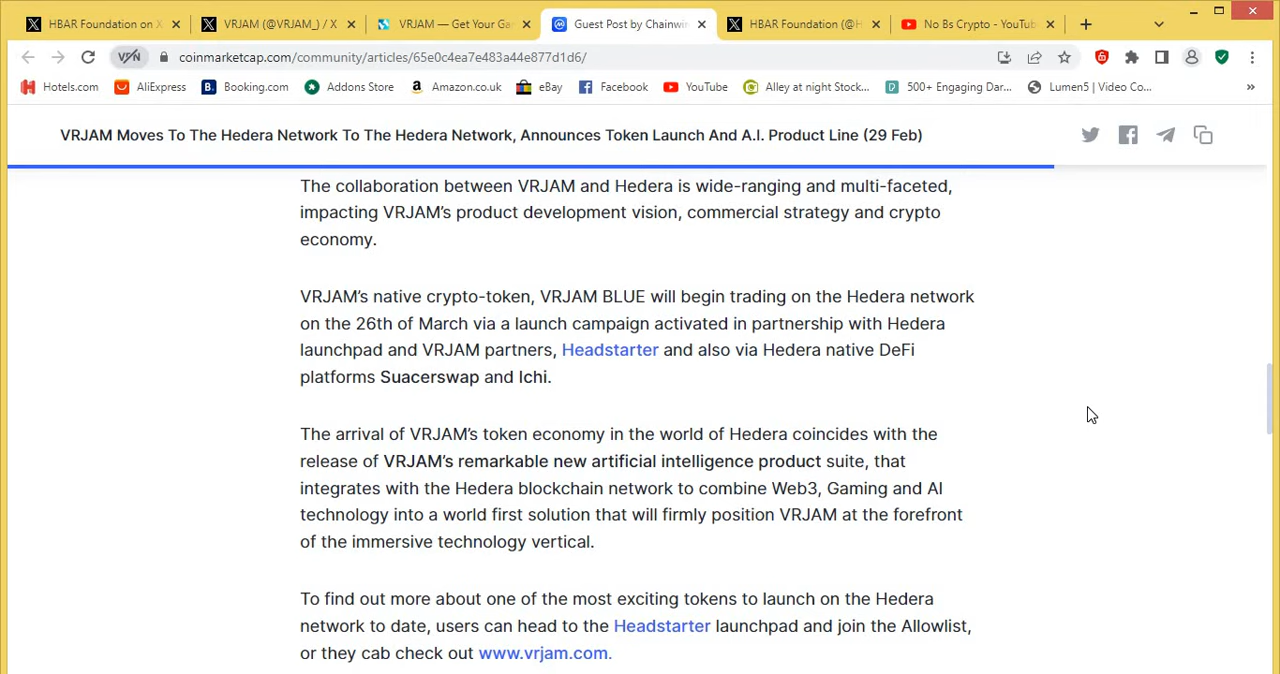 HBAR Foundation on X
VRJAM (@VRJAM_) / X
VRJAM — Get Your Ga
Guest Post by Chainwi
HBAR Foundation (@H
No Bs Crypto - YouTub
VPN
coinmarketcap.com/community/articles/65e0c4ea7e483a44e877d1d6/
Hotels.com
AliExpress
B. Booking.com
Addons Store
a Amazon.co.uk
eBay
Facebook
YouTube
Alley at night Stock...
500+ Engaging Dar...
Lumen5 | Video Co...
»
VRJAM Moves To The Hedera Network To The Hedera Network, Announces Token Launch And A.I. Product Line (29 Feb)
The collaboration between VRJAM and Hedera is wide-ranging and multi-faceted,
impacting VRJAM's product development vision, commercial strategy and crypto
economy.
VRJAM's native crypto-token, VRJAM BLUE will begin trading on the Hedera network
on the 26th of March via a launch campaign activated in partnership with Hedera
launchpad and VRJAM partners, Headstarter and also via Hedera native DeFi
platforms Suacerswap and Ichi.
The arrival of VRJAM's token economy in the world of Hedera coincides with the
release of VRJAM's remarkable new artificial intelligence product suite, that
integrates with the Hedera blockchain network to combine Web3, Gaming and AI
technology into a world first solution that will firmly position VRJAM at the forefront
of the immersive technology vertical.
To find out more about one of the most exciting tokens to launch on the Hedera
network to date, users can head to the Headstarter launchpad and join the Allowlist,
or they cab check out www.vrjam.com.